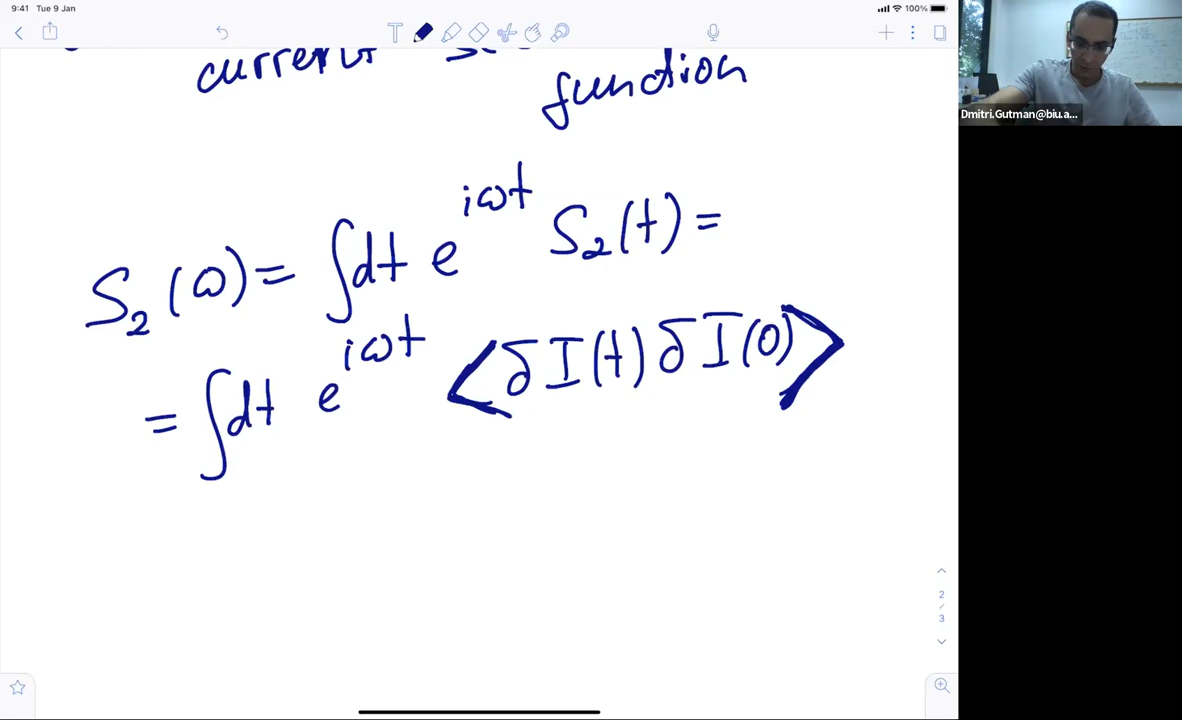 9:41 Tue 9 Jan
100%
Dmitri.Gutman@biu.a...
current
function
S₂(ω) = ∫dt e^{iωt} S₂(t) =
= ∫dt e^{iωt} <δI(t) δI(0)>
2
/
3